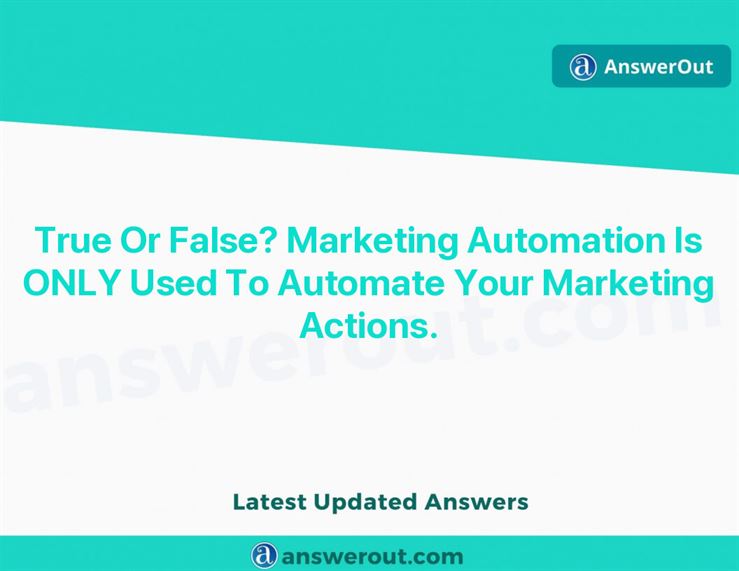 AnswerOut
True Or False? Marketing Automation Is
ONLY Used To Automate Your Marketing
Actions.
answerout.com
Latest Updated Answers
answerout.com